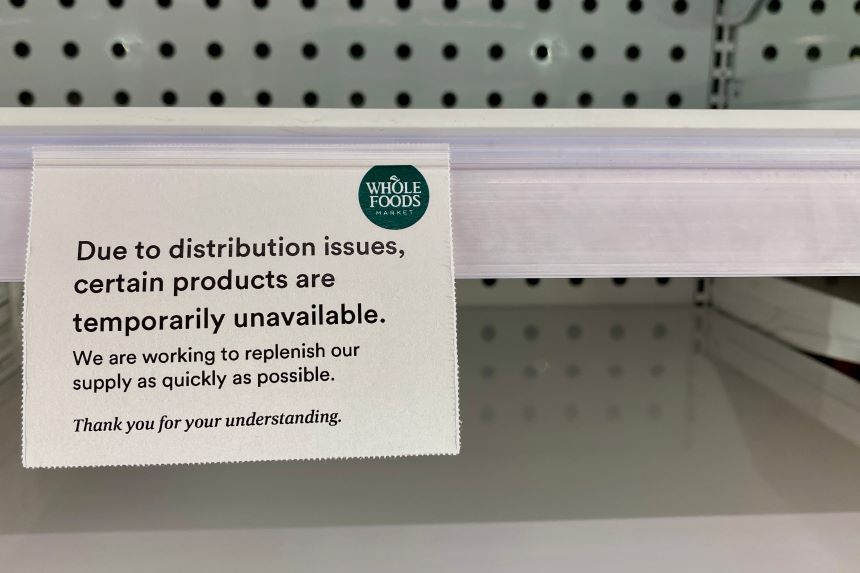 WHOLE
FOODS
MARKET
Due to distribution issues,
certain products are
temporarily unavailable.
We are working to replenish our
supply as quickly as possible.
Thank you for your understanding.